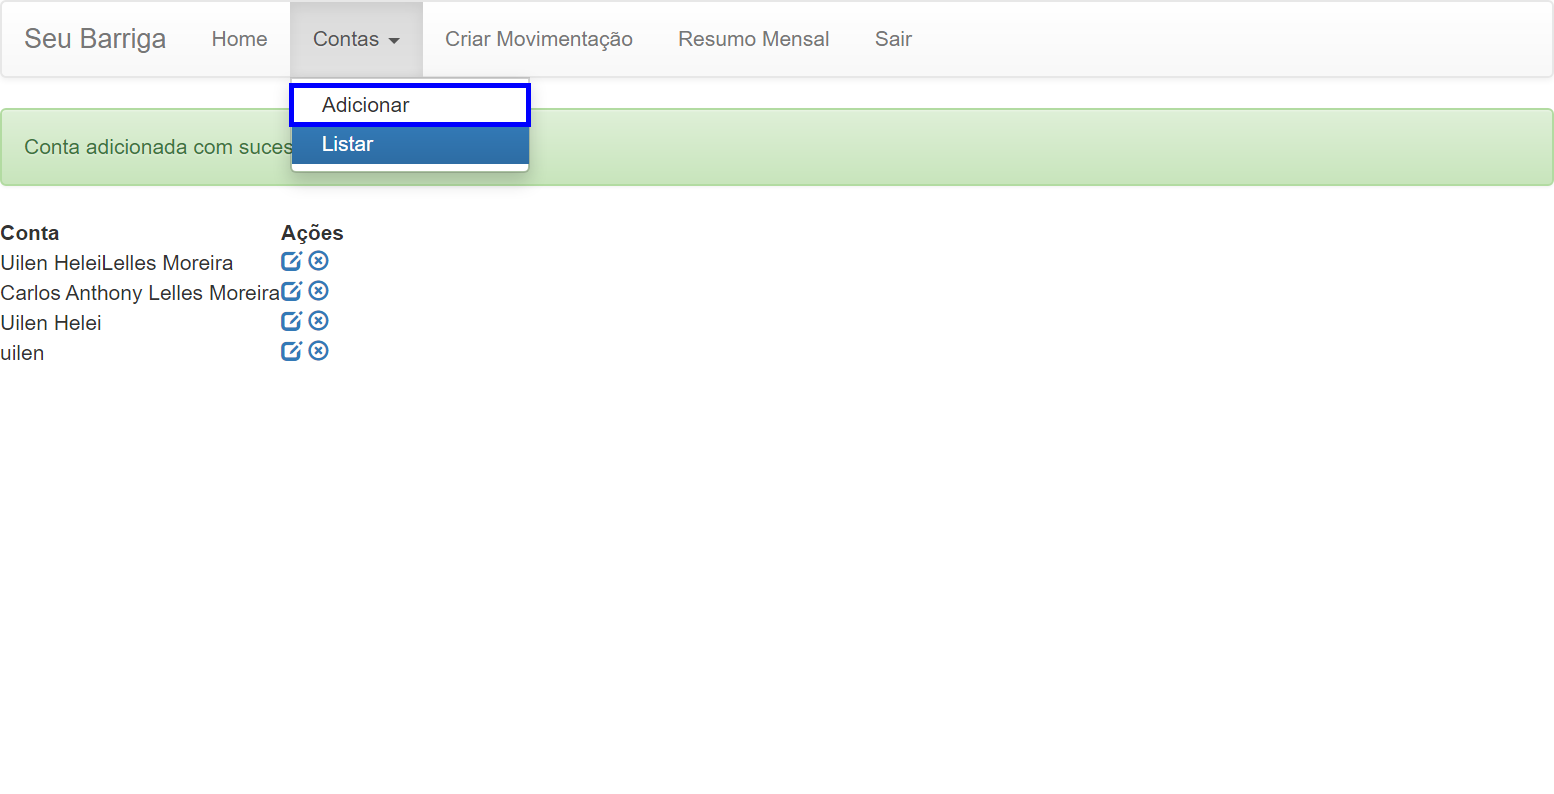 Seu Barriga Home Contas Criar Movimentação Resumo Mensal Sair
Adicionar
Listar
Conta adicionada com suces
Conta Ações
Uilen HeleiLelles Moreira
Carlos Anthony Lelles Moreira
Uilen Helei
uilen